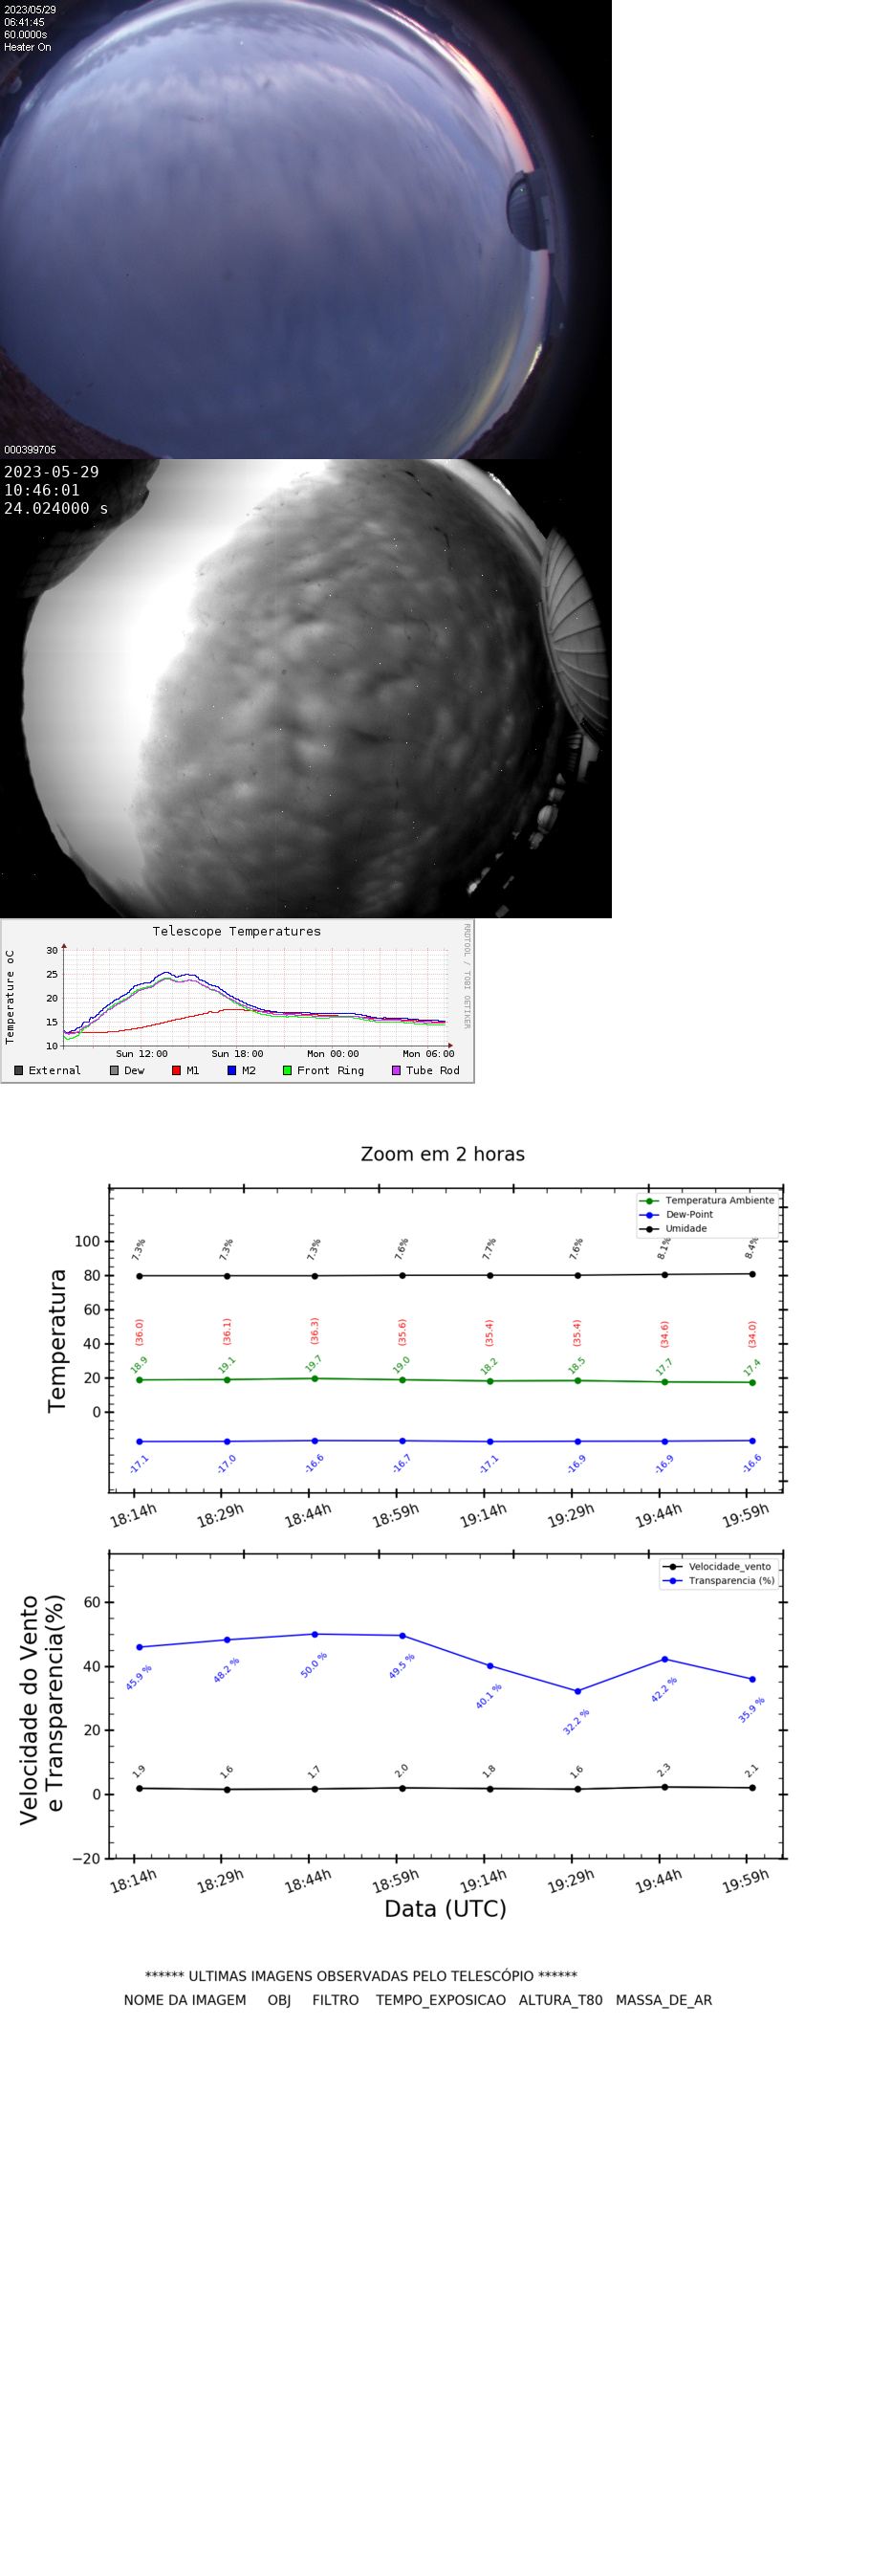 2023/05/29
06:41:45
60.0000s
Heater On
000399705
2023-05-29
10:46:01
24.024000 s
Telescope Temperatures
RRDTOOL / TOBI OETIKER
Temperature oC
30
25
20
15
10
Sun 12:00 Sun 18:00 Mon 00:00 Mon 06:00
External Dew M1 M2 Front Ring Tube Rod
Zoom em 2 horas
Temperatura
Temperatura Ambiente
Dew-Point
Umidade
100
80
60
40
20
0
7.3% 7.3% 7.3% 7.6% 7.7% 7.6% 8.1% 8.4%
(36.0) (36.1) (36.3) (35.6) (35.4) (35.4) (34.6) (34.0)
18.9 19.1 19.7 19.0 18.2 18.5 17.7 17.4
-17.1 -17.0 -16.6 -16.7 -17.1 -16.9 -16.9 -16.6
18:14h 18:29h 18:44h 18:59h 19:14h 19:29h 19:44h 19:59h
Velocidade do Vento
e Transparencia(%)
Velocidade_vento
Transparencia (%)
60
40
20
0
−20
45.9 % 48.2 % 50.0 % 49.5 % 40.1 % 32.2 % 42.2 % 35.9 %
1.9 1.6 1.7 2.0 1.8 1.6 2.3 2.1
18:14h 18:29h 18:44h 18:59h 19:14h 19:29h 19:44h 19:59h
Data (UTC)
****** ULTIMAS IMAGENS OBSERVADAS PELO TELESCÓPIO ******
NOME DA IMAGEM OBJ FILTRO TEMPO_EXPOSICAO ALTURA_T80 MASSA_DE_AR